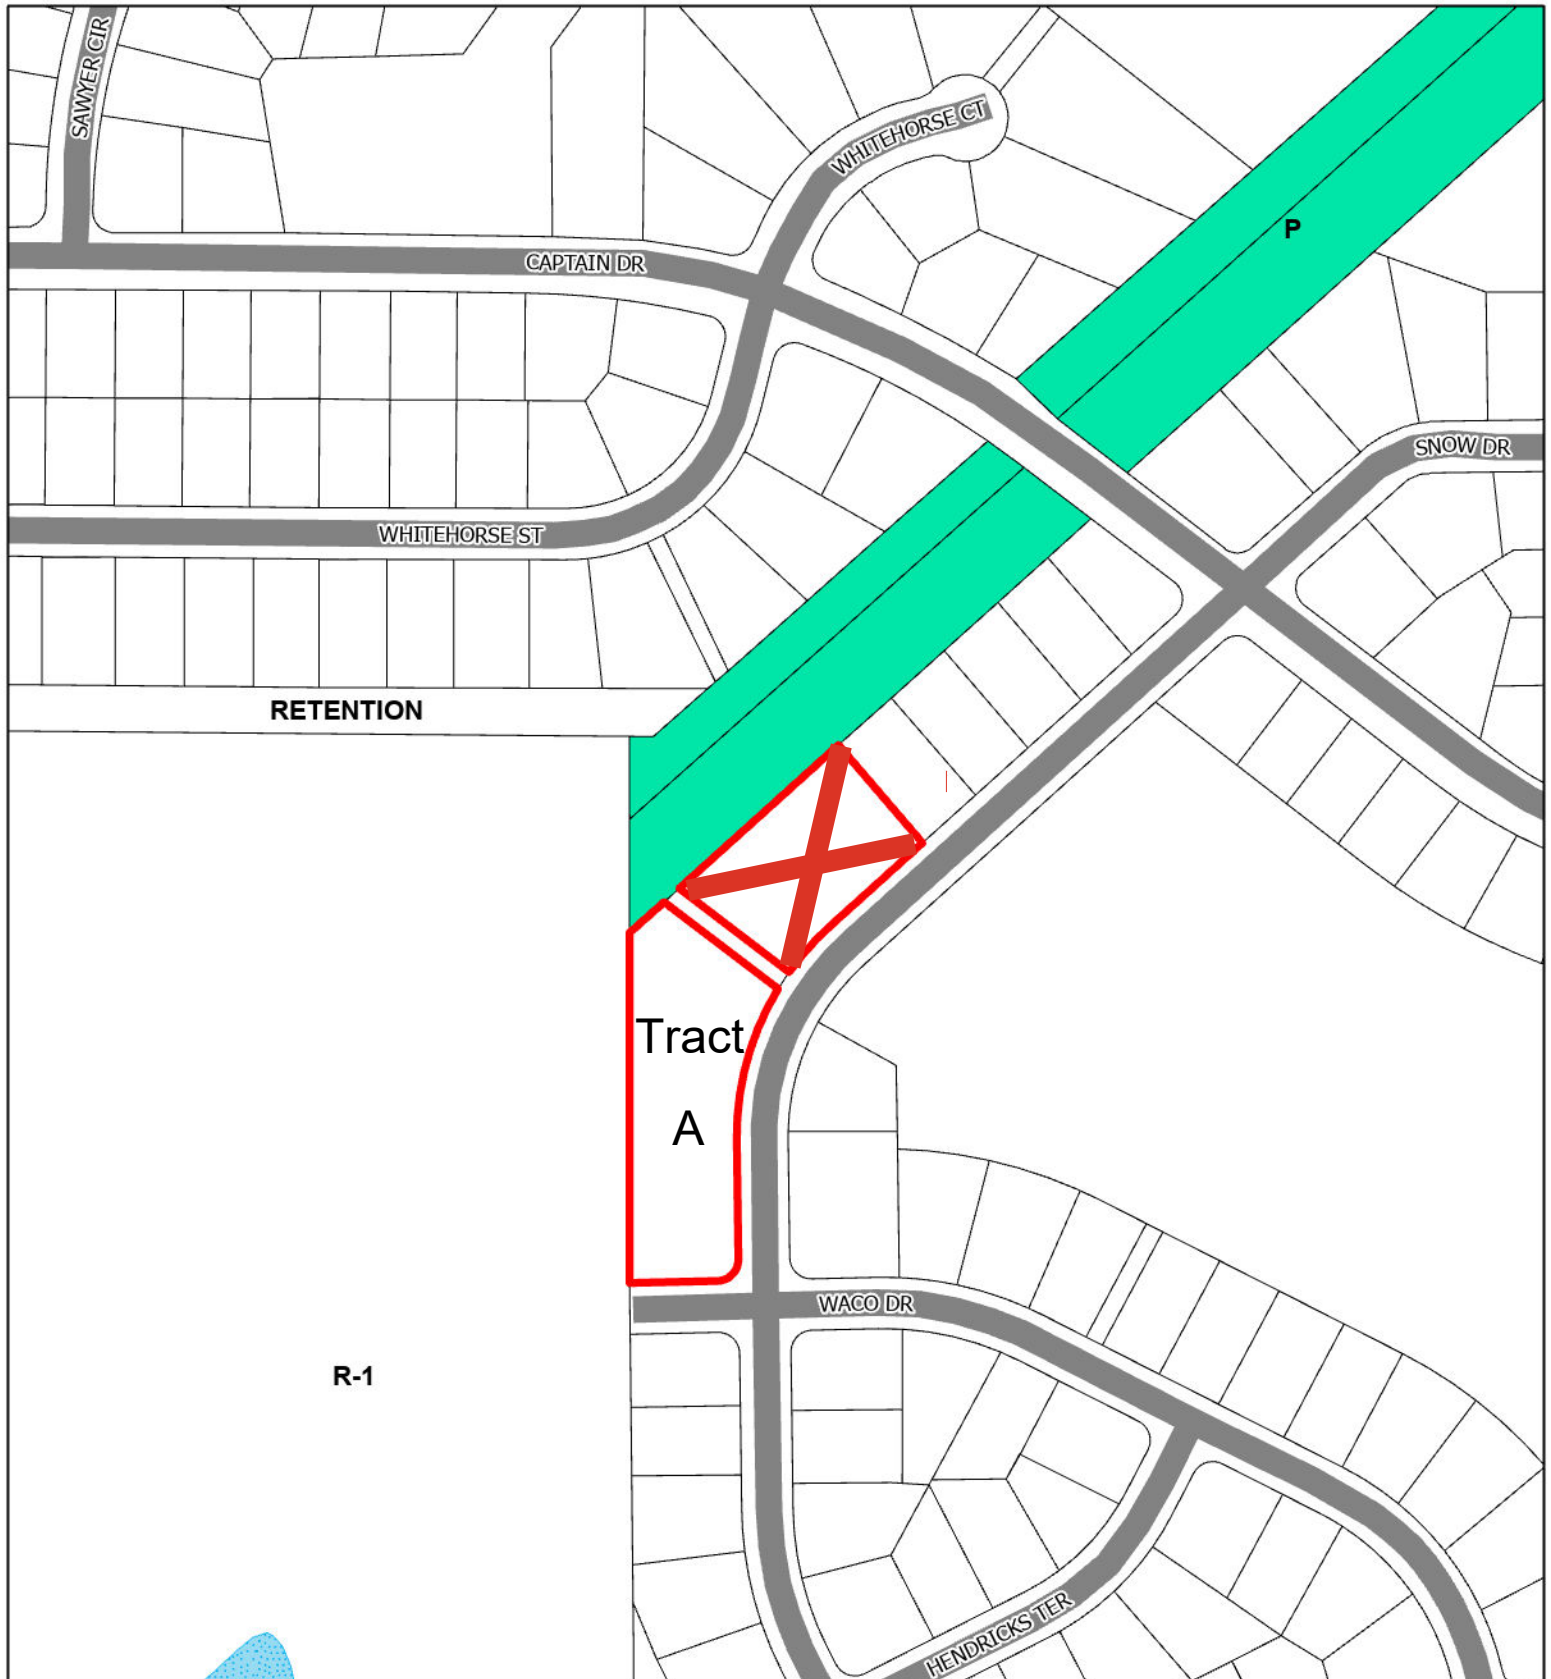 SAWYER CIR
WHITEHORSE CT
P
CAPTAIN DR
SNOW DR
WHITEHORSE ST
RETENTION
Tract
A
WACO DR
R-1
HENDRICKS TER